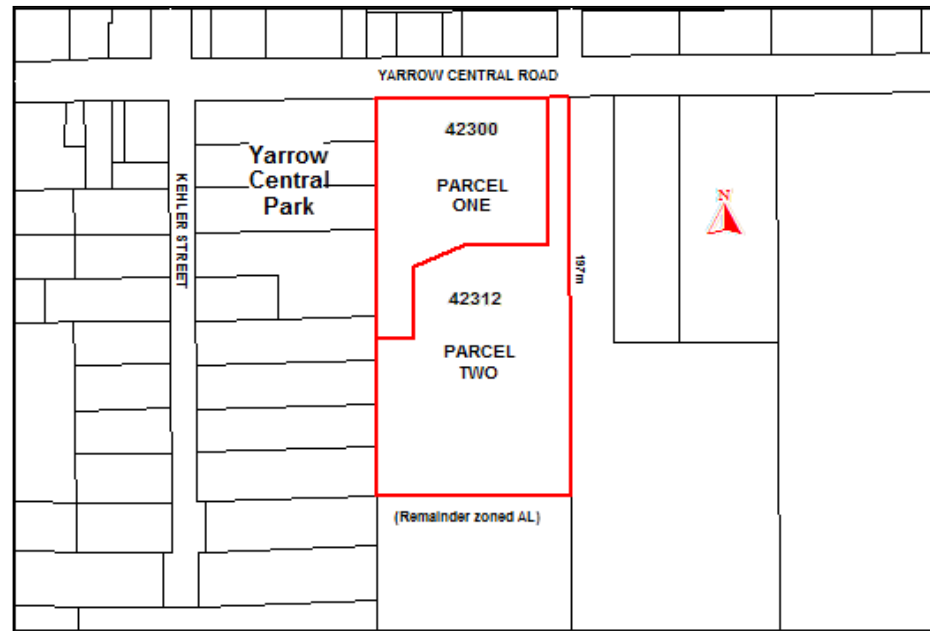 YARROW CENTRAL ROAD
42300
Yarrow
Central
Park
PARCEL
ONE
KEHLER STREET
N
197m
42312
PARCEL
TWO
(Remainder zoned AL)